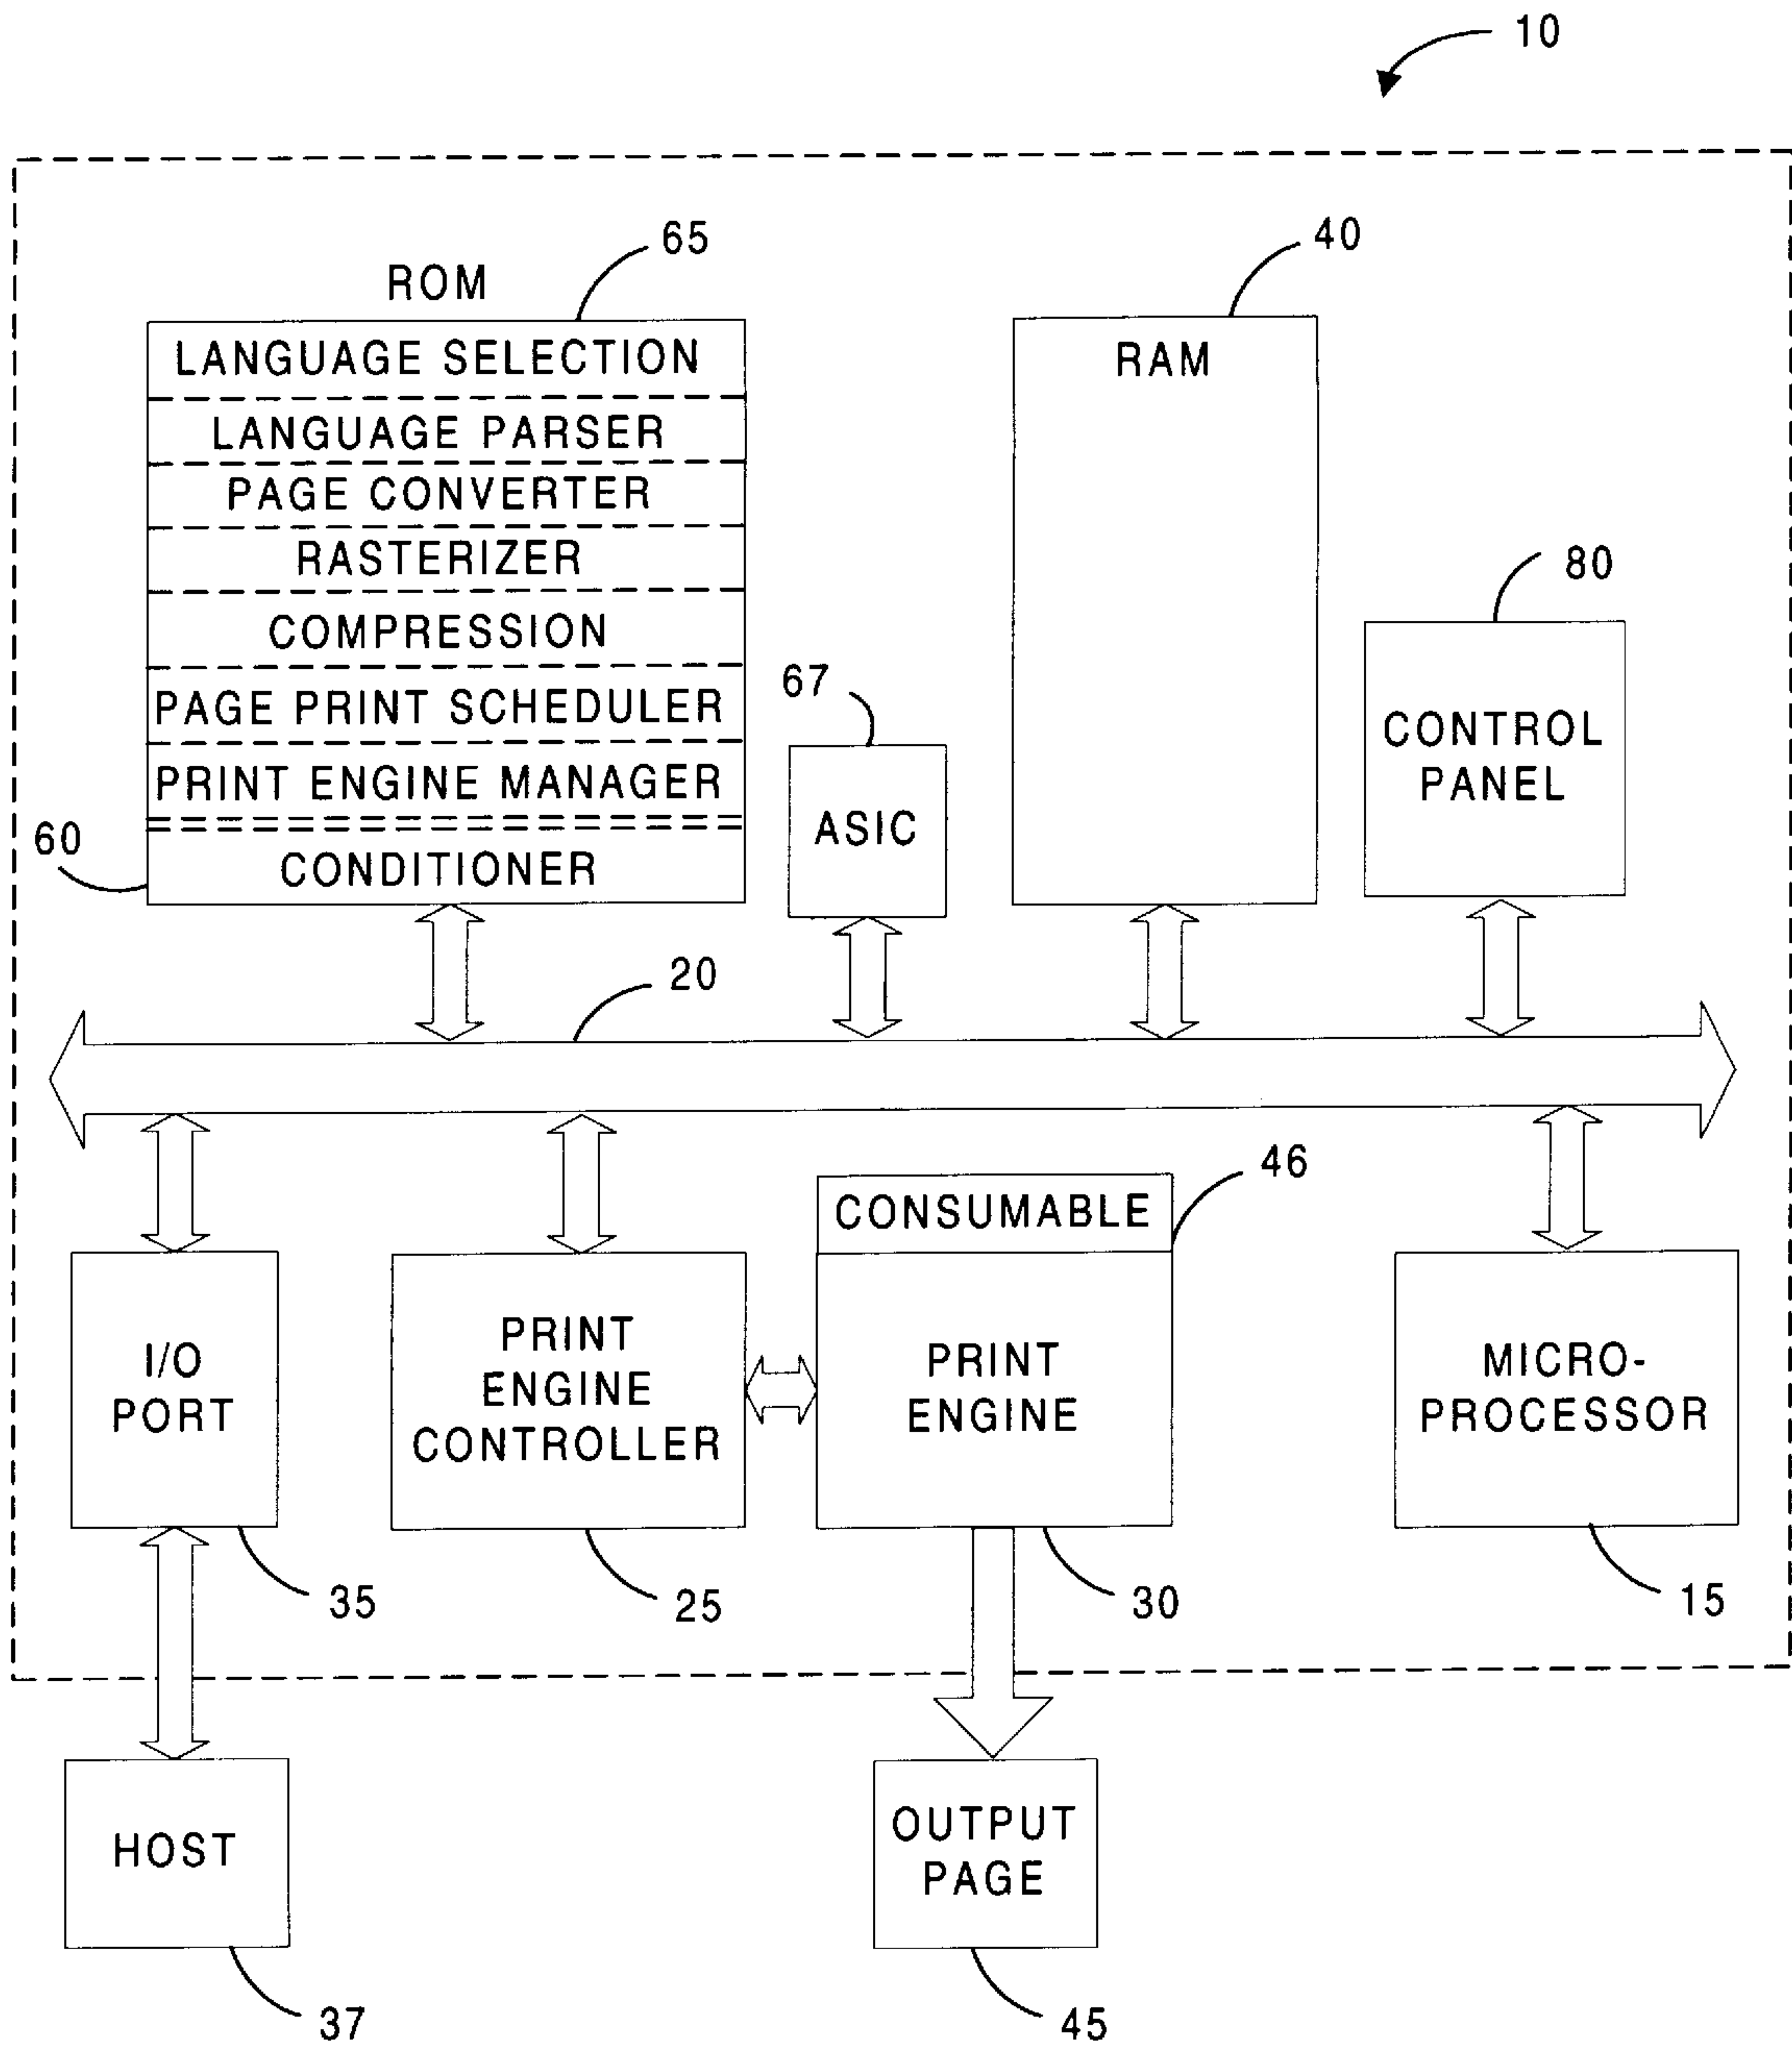 10
65
40
ROM
LANGUAGE SELECTION
RAM
LANGUAGE PARSER
PAGE CONVERTER
RASTERIZER
80
COMPRESSION
67
PAGE PRINT SCHEDULER
CONTROL
PANEL
PRINT ENGINE MANAGER
ASIC
60
CONDITIONER
20
46
CONSUMABLE
I/O
PORT
PRINT
ENGINE
CONTROLLER
PRINT
ENGINE
MICRO-
PROCESSOR
35
25
30
15
HOST
OUTPUT
PAGE
37
45